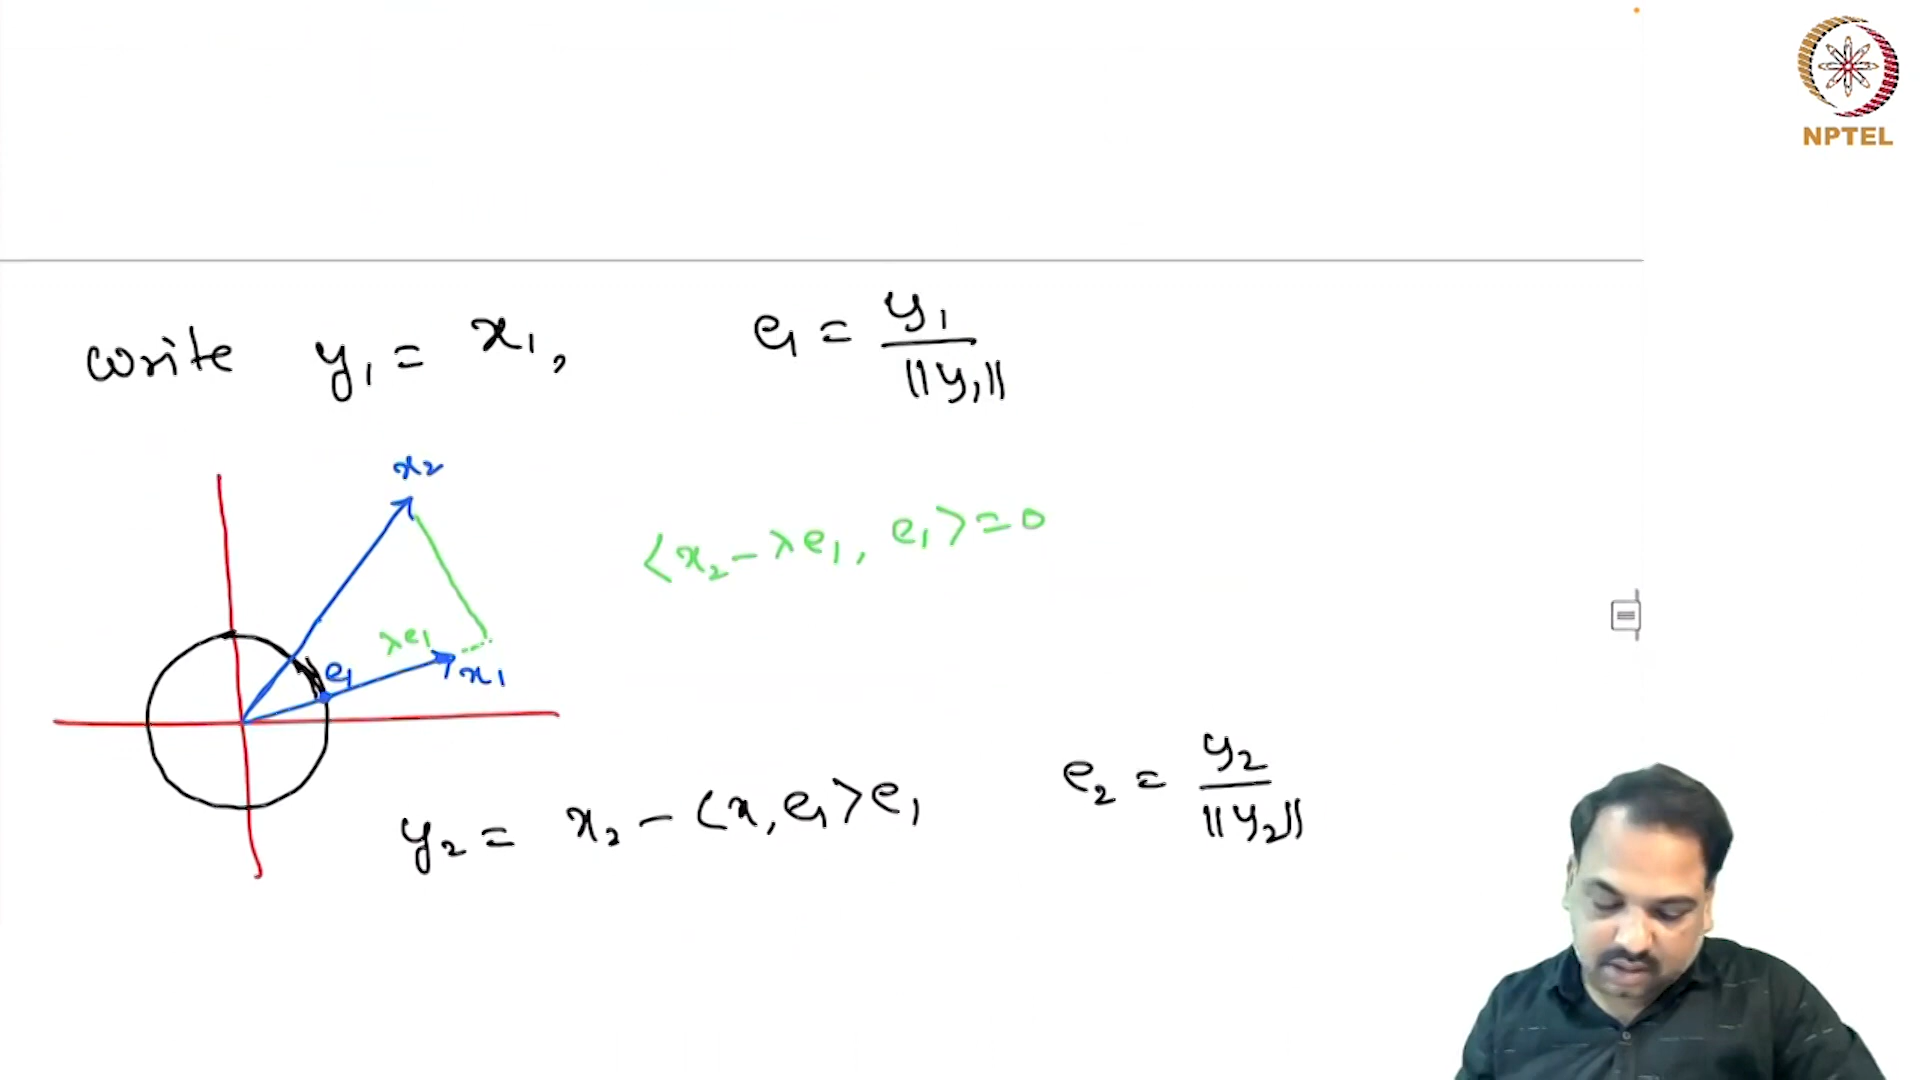 NPTEL
write y₁ = x₁, e₁ = y₁/||y₁||
x₂
<x₂ - λe₁, e₁> = 0
λe₁
e₁
x₁
y₂ = x₂ - <x, e₁>e₁ e₂ = y₂/||y₂||